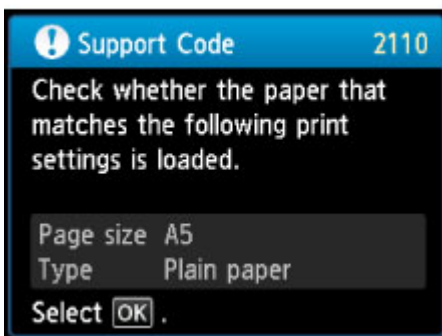 Support Code 2110
Check whether the paper that
matches the following print
settings is loaded.
Page size A5
Type Plain paper
Select OK .